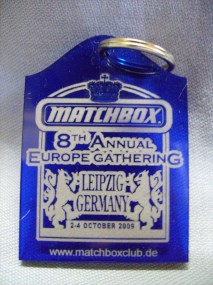 MATCHBOX
8TH ANNUAL
EUROPE GATHERING
LEIPZIG
GERMANY
2-4 OCTOBER 2009
www.matchboxclub.de